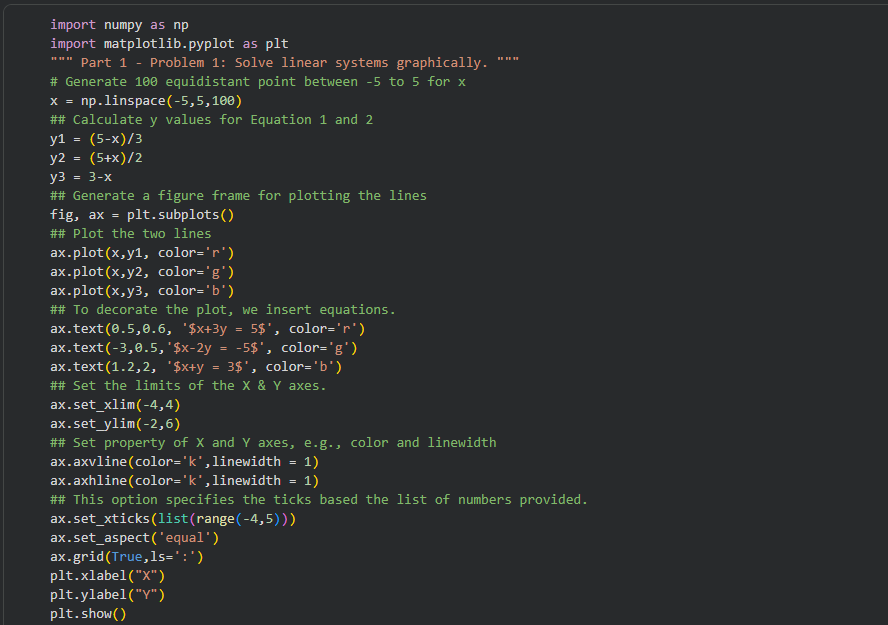 import numpy as np
import matplotlib.pyplot as plt
""" Part 1 - Problem 1: Solve linear systems graphically. """
# Generate 100 equidistant point between -5 to 5 for x
x = np.linspace(-5,5,100)
## Calculate y values for Equation 1 and 2
y1 = (5-x)/3
y2 = (5+x)/2
y3 = 3-x
## Generate a figure frame for plotting the lines
fig, ax = plt.subplots()
## Plot the two lines
ax.plot(x,y1, color='r')
ax.plot(x,y2, color='g')
ax.plot(x,y3, color='b')
## To decorate the plot, we insert equations.
ax.text(0.5,0.6, '$x+3y = 5$', color='r')
ax.text(-3,0.5,'$x-2y = -5$', color='g')
ax.text(1.2,2, '$x+y = 3$', color='b')
## Set the limits of the X & Y axes.
ax.set_xlim(-4,4)
ax.set_ylim(-2,6)
## Set property of X and Y axes, e.g., color and linewidth
ax.axvline(color='k',linewidth = 1)
ax.axhline(color='k',linewidth = 1)
## This option specifies the ticks based the list of numbers provided.
ax.set_xticks(list(range(-4,5)))
ax.set_aspect('equal')
ax.grid(True,ls=':')
plt.xlabel("X")
plt.ylabel("Y")
plt.show()